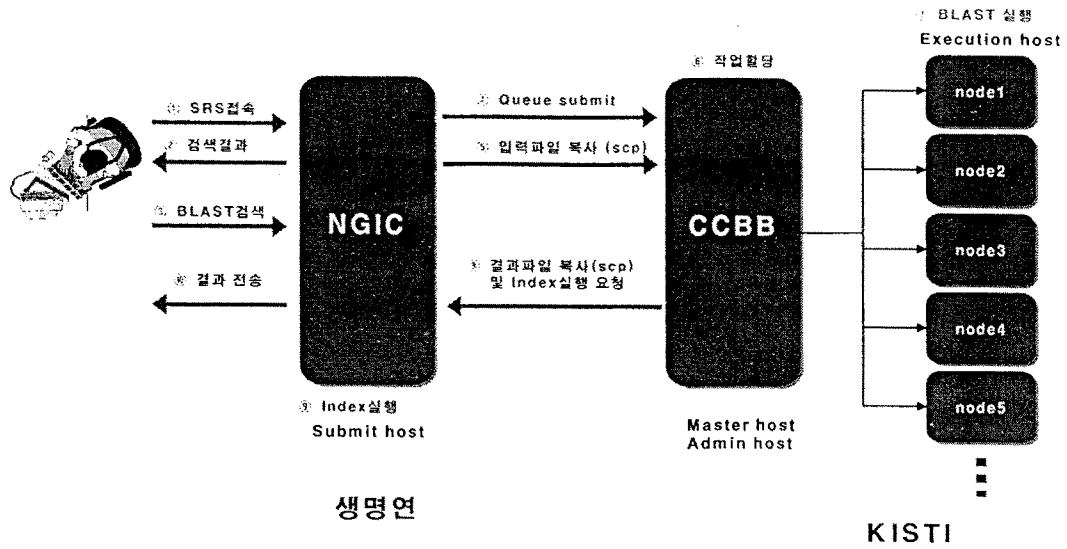 BLAST 실행
Execution host
⑥ 작업할당
node1
① SRS접속
Queue submit
② 검색결과
⑤ 입력파일 복사 (scp)
node2
BLAST검색
NGIC
CCBB
node3
결과파일 복사(scp)
및 Index실행 요청
⑩ 결과 전송
node4
⑨ Index실행
Submit host
node5
Master host
Admin host
생명연
KISTI